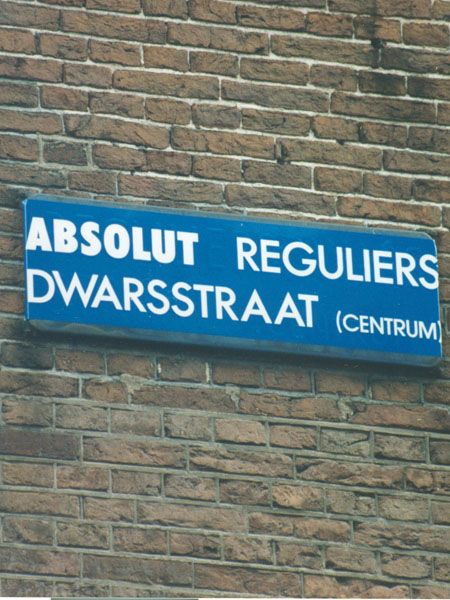 ABSOLUT REGULIERS
DWARSSTRAAT (CENTRUM)